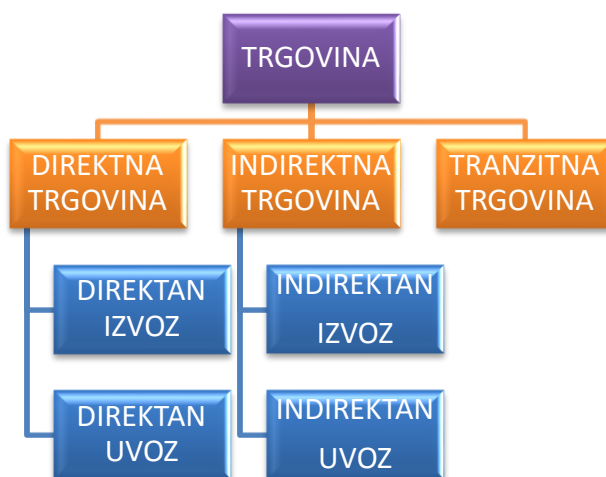 TRGOVINA
DIREKTNA
TRGOVINA
INDIREKTNA
TRGOVINA
TRANZITNA
TRGOVINA
DIREKTAN
IZVOZ
DIREKTAN
UVOZ
INDIREKTAN
IZVOZ
INDIREKTAN
UVOZ